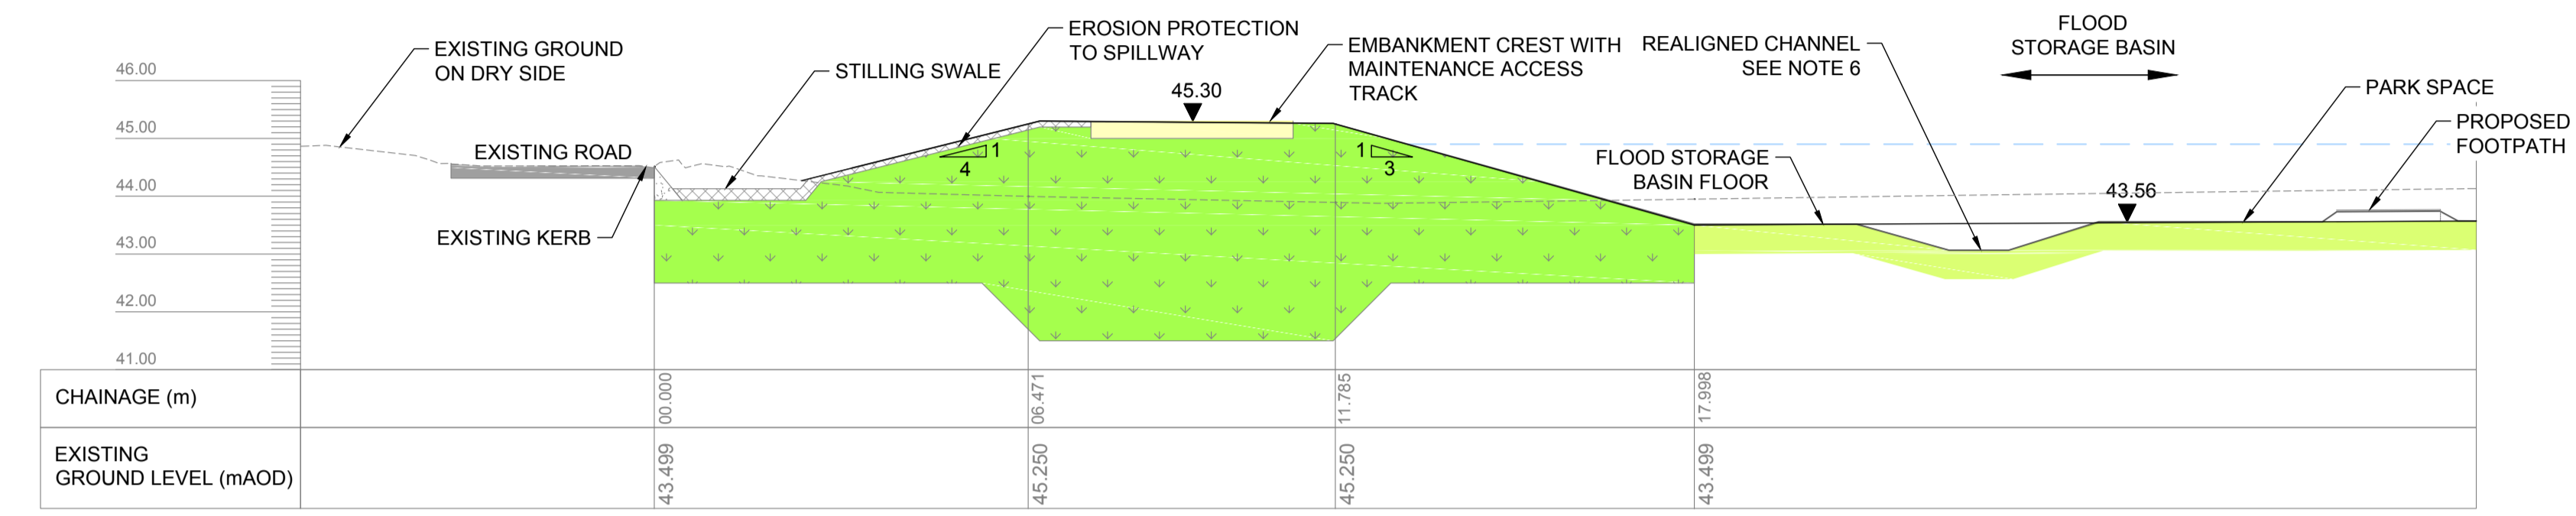 EXISTING GROUND
ON DRY SIDE
STILLING SWALE
EROSION PROTECTION
TO SPILLWAY
EMBANKMENT CREST WITH
MAINTENANCE ACCESS
TRACK
REALIGNED CHANNEL
SEE NOTE 6
FLOOD
STORAGE BASIN
PARK SPACE
PROPOSED
FOOTPATH
46.00
45.00
44.00
43.00
42.00
41.00
EXISTING ROAD
EXISTING KERB
45.30
1
4
1
3
FLOOD STORAGE
BASIN FLOOR
43.56
CHAINAGE (m)
00.000
06.471
11.785
17.998
EXISTING
GROUND LEVEL (mAOD)
43.499
45.250
45.250
43.499